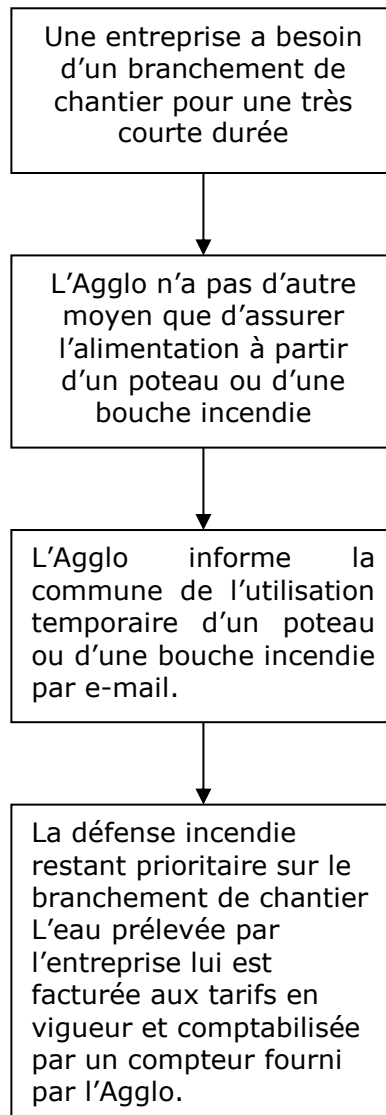 Une entreprise a besoin
d’un branchement de
chantier pour une très
courte durée
L’Agglo n’a pas d’autre
moyen que d’assurer
l’alimentation à partir
d’un poteau ou d’une
bouche incendie
L’Agglo informe la
commune de l’utilisation
temporaire d’un poteau
ou d’une bouche incendie
par e-mail.
La défense incendie
restant prioritaire sur le
branchement de chantier
L’eau prélevée par
l’entreprise lui est
facturée aux tarifs en
vigueur et comptabilisée
par un compteur fourni
par l’Agglo.